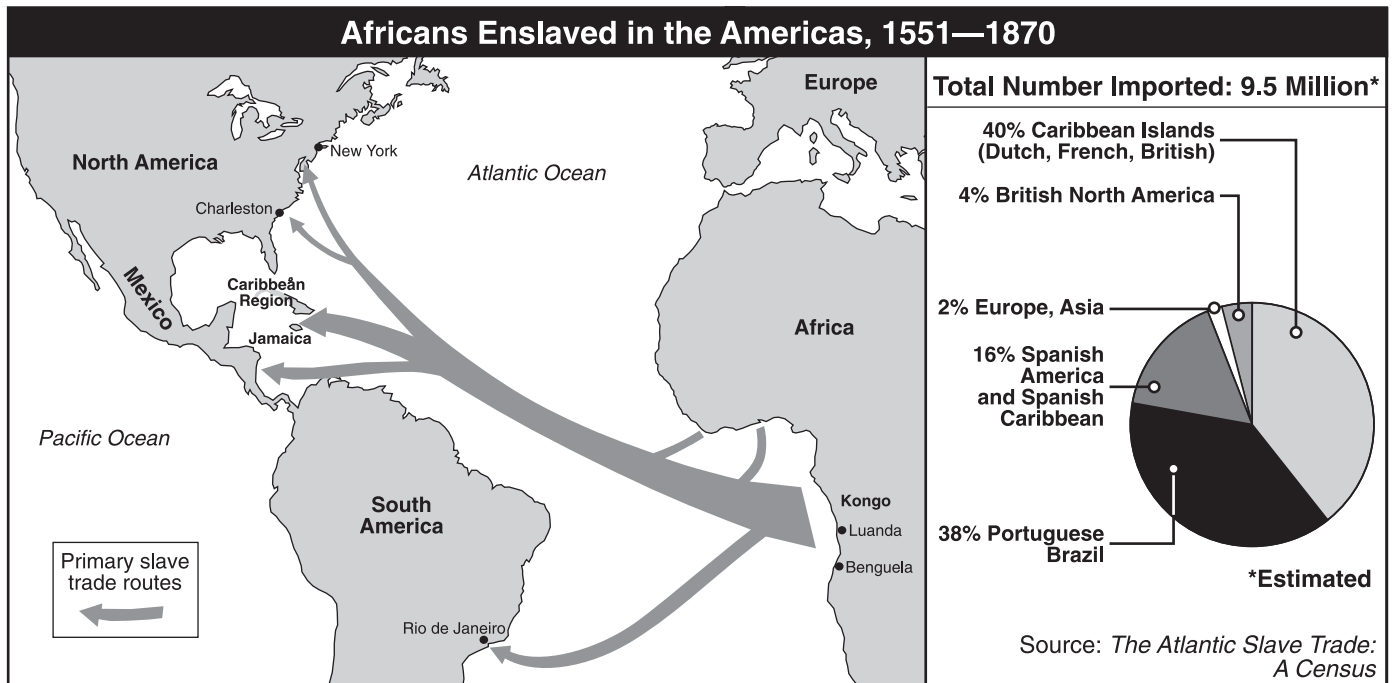 Africans Enslaved in the Americas, 1551—1870
North America
New York
Charleston
Atlantic Ocean
Europe
Mexico
Caribbean
Region
Jamaica
Africa
Pacific Ocean
South
America
Kongo
Luanda
Benguela
Rio de Janeiro
Primary slave
trade routes
Total Number Imported: 9.5 Million*
40% Caribbean Islands
(Dutch, French, British)
4% British North America
2% Europe, Asia
16% Spanish
America
and Spanish
Caribbean
38% Portuguese
Brazil
*Estimated
Source: The Atlantic Slave Trade:
A Census